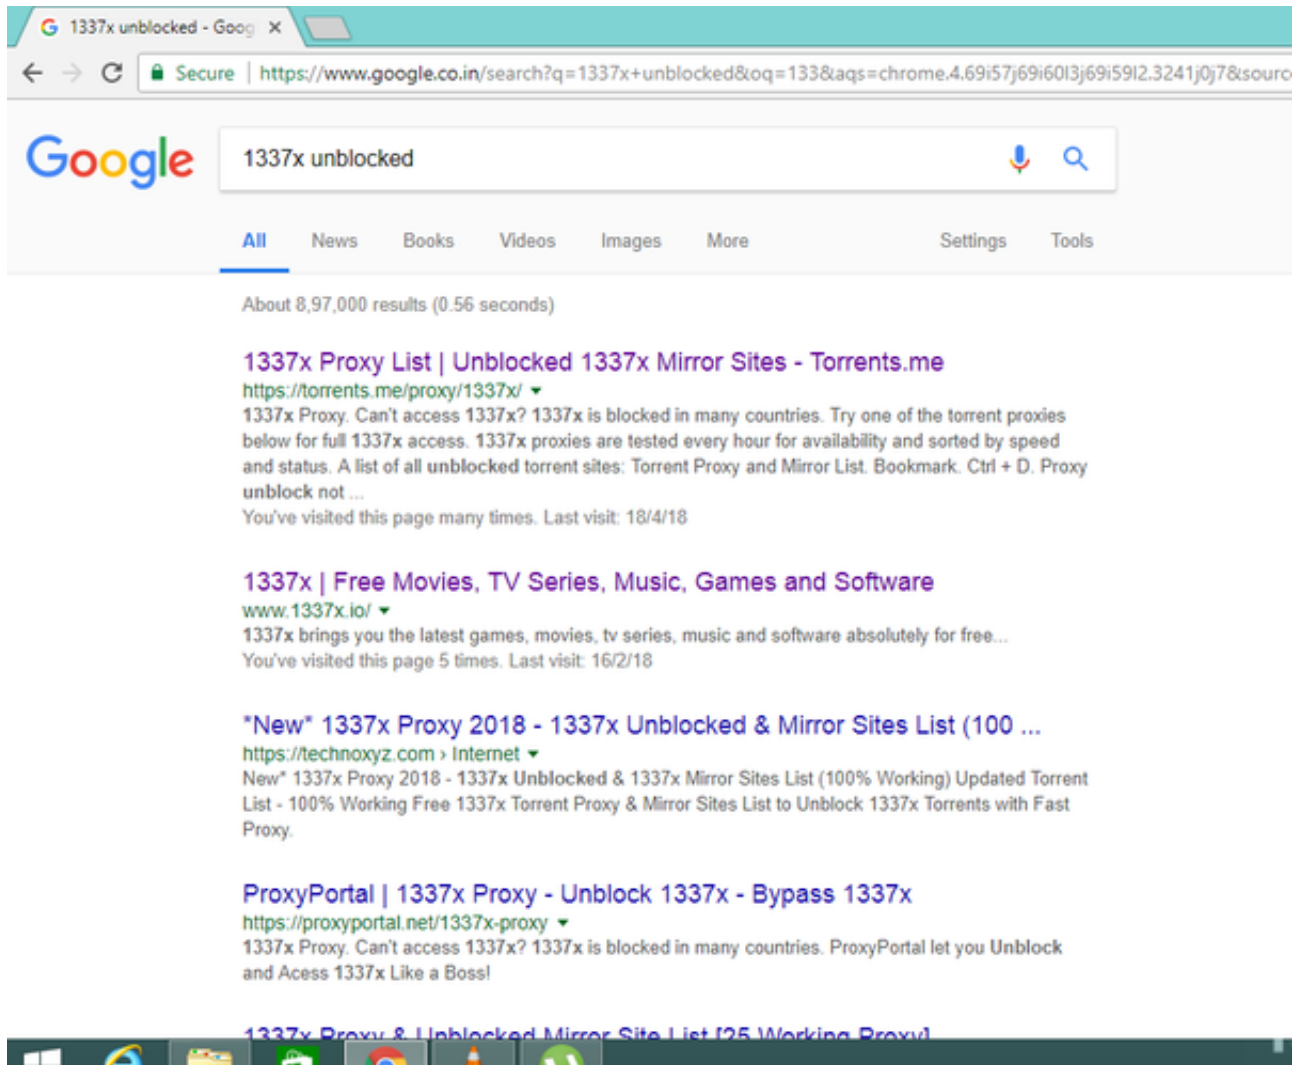 1337x unblocked - Goog
Secure https://www.google.co.in/search?q=1337x+unblocked&oq=133&aqs=chrome.4.69i57j69i60l3j69i59l2.3241j0j7&sourc
Google 1337x unblocked
All News Books Videos Images More Settings Tools
About 8,97,000 results (0.56 seconds)
1337x Proxy List | Unblocked 1337x Mirror Sites - Torrents.me
https://torrents.me/proxy/1337x/
1337x Proxy. Can't access 1337x? 1337x is blocked in many countries. Try one of the torrent proxies
below for full 1337x access. 1337x proxies are tested every hour for availability and sorted by speed
and status. A list of all unblocked torrent sites: Torrent Proxy and Mirror List. Bookmark. Ctrl + D. Proxy
unblock not ...
You've visited this page many times. Last visit: 18/4/18
1337x | Free Movies, TV Series, Music, Games and Software
www.1337x.io/
1337x brings you the latest games, movies, tv series, music and software absolutely for free...
You've visited this page 5 times. Last visit: 16/2/18
*New* 1337x Proxy 2018 - 1337x Unblocked & Mirror Sites List (100 ...
https://technoxyz.com › Internet
New* 1337x Proxy 2018 - 1337x Unblocked & 1337x Mirror Sites List (100% Working) Updated Torrent
List - 100% Working Free 1337x Torrent Proxy & Mirror Sites List to Unblock 1337x Torrents with Fast
Proxy.
ProxyPortal | 1337x Proxy - Unblock 1337x - Bypass 1337x
https://proxyportal.net/1337x-proxy
1337x Proxy. Can't access 1337x? 1337x is blocked in many countries. ProxyPortal let you Unblock
and Acess 1337x Like a Boss!
1337x Proxy & Unblocked Mirror Site List [25 Working Proxy]